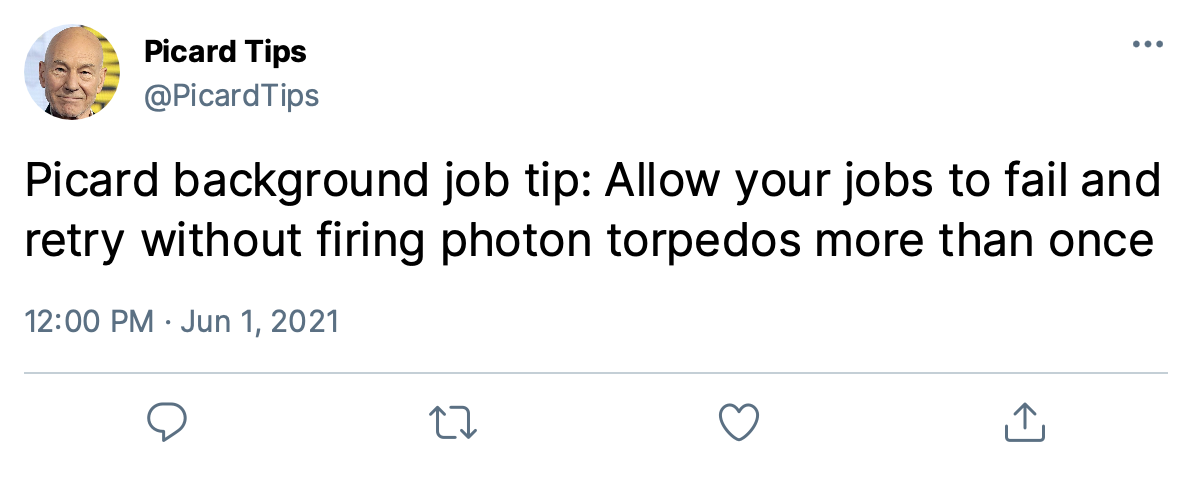 Picard Tips
@PicardTips
Picard background job tip: Allow your jobs to fail and
retry without firing photon torpedos more than once
12:00 PM · Jun 1, 2021